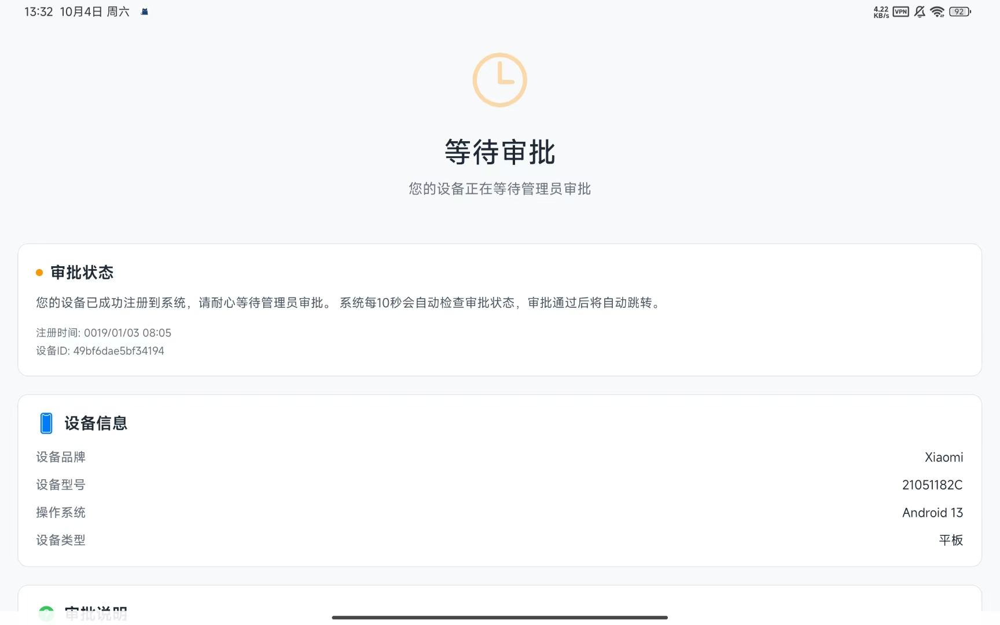 13:32 10月4日 周六
4.22 KB/s VPN 92
等待审批
您的设备正在等待管理员审批
审批状态
您的设备已成功注册到系统，请耐心等待管理员审批。 系统每10秒会自动检查审批状态，审批通过后将自动跳转。
注册时间: 0019/01/03 08:05
设备ID: 49bf6dae5bf34194
设备信息
设备品牌 Xiaomi
设备型号 21051182C
操作系统 Android 13
设备类型 平板
审批说明